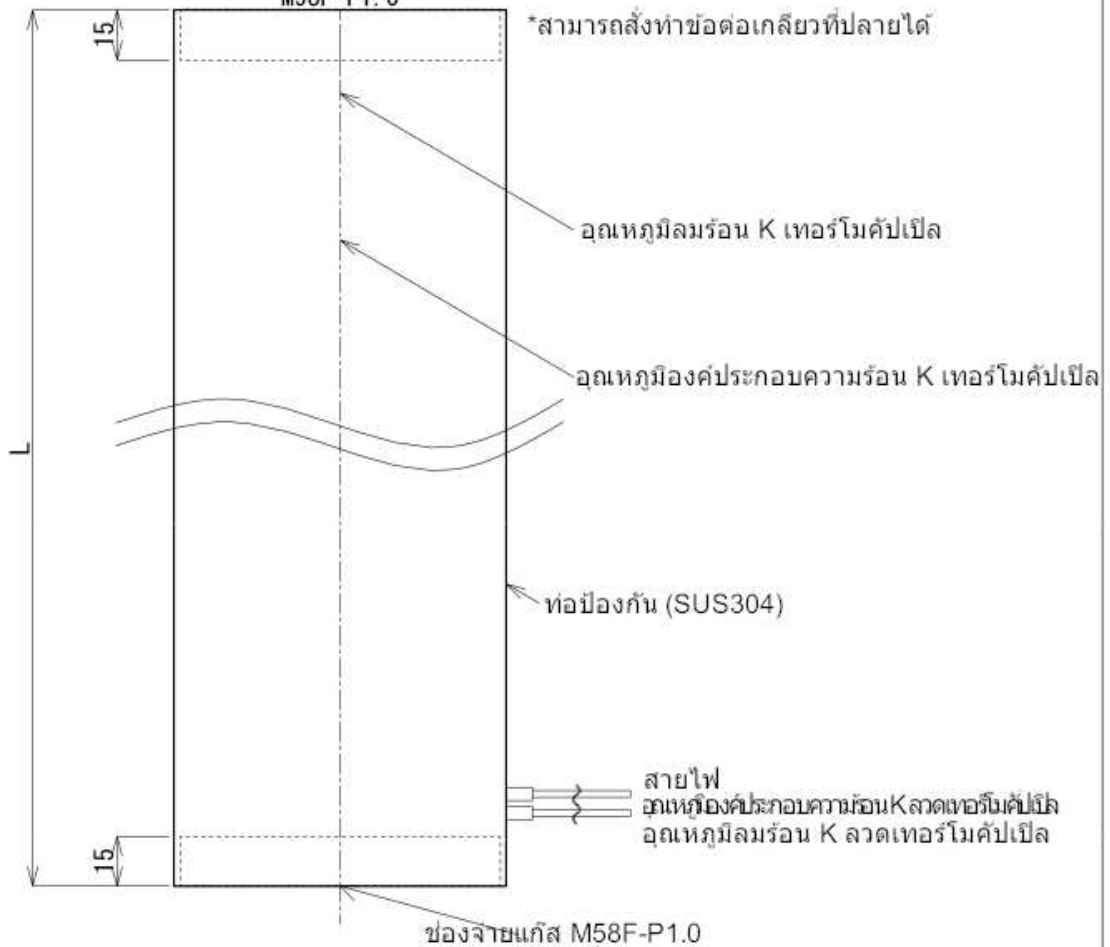 M58F-P1.0
15
*สามารถสั่งทำข้อต่อเกลียวที่ปลายได้
อุณหภูมิลมร้อน K เทอร์โมคัปเปิล
อุณหภูมิองค์ประกอบความร้อน K เทอร์โมคัปเปิล
L
ท่อป้องกัน (SUS304)
สายไฟ
อุณหภูมิองค์ประกอบความร้อน K ลวดเทอร์โมคัปเปิล
อุณหภูมิลมร้อน K ลวดเทอร์โมคัปเปิล
15
ช่องจ่ายแก๊ส M58F-P1.0